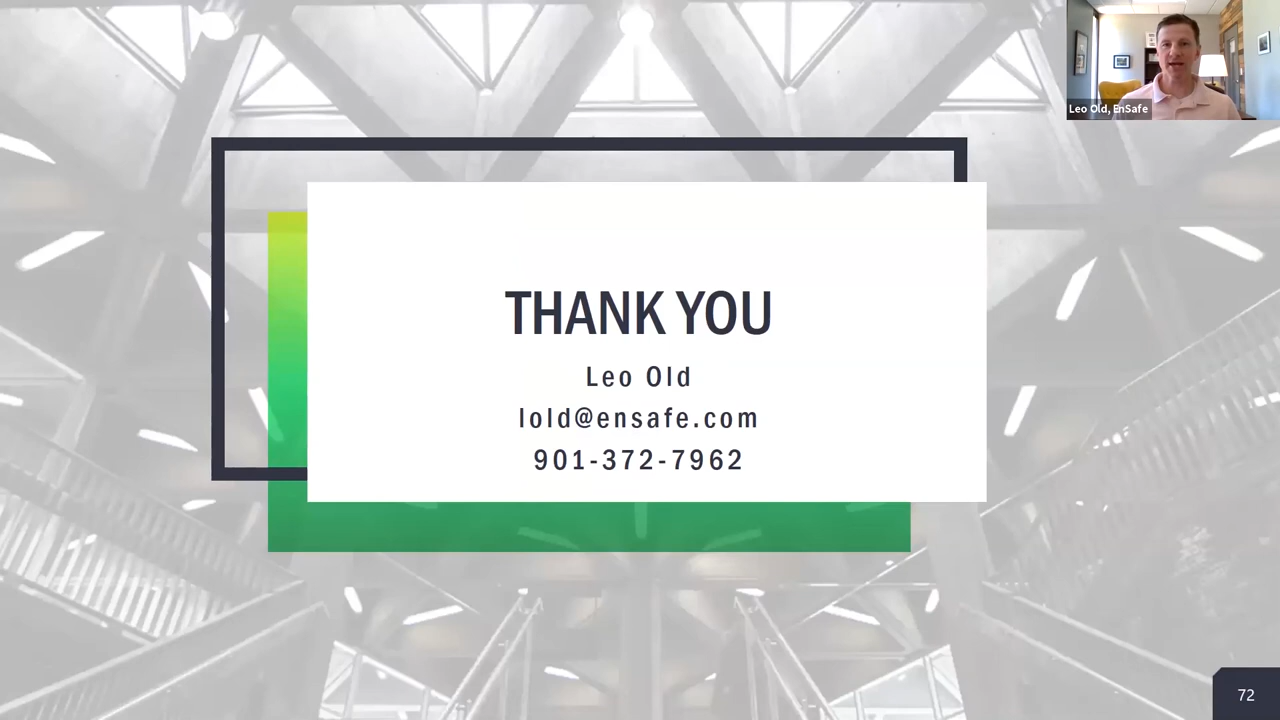 Leo Old, EnSafe
THANK YOU
Leo Old
lold@ensafe.com
901-372-7962
72